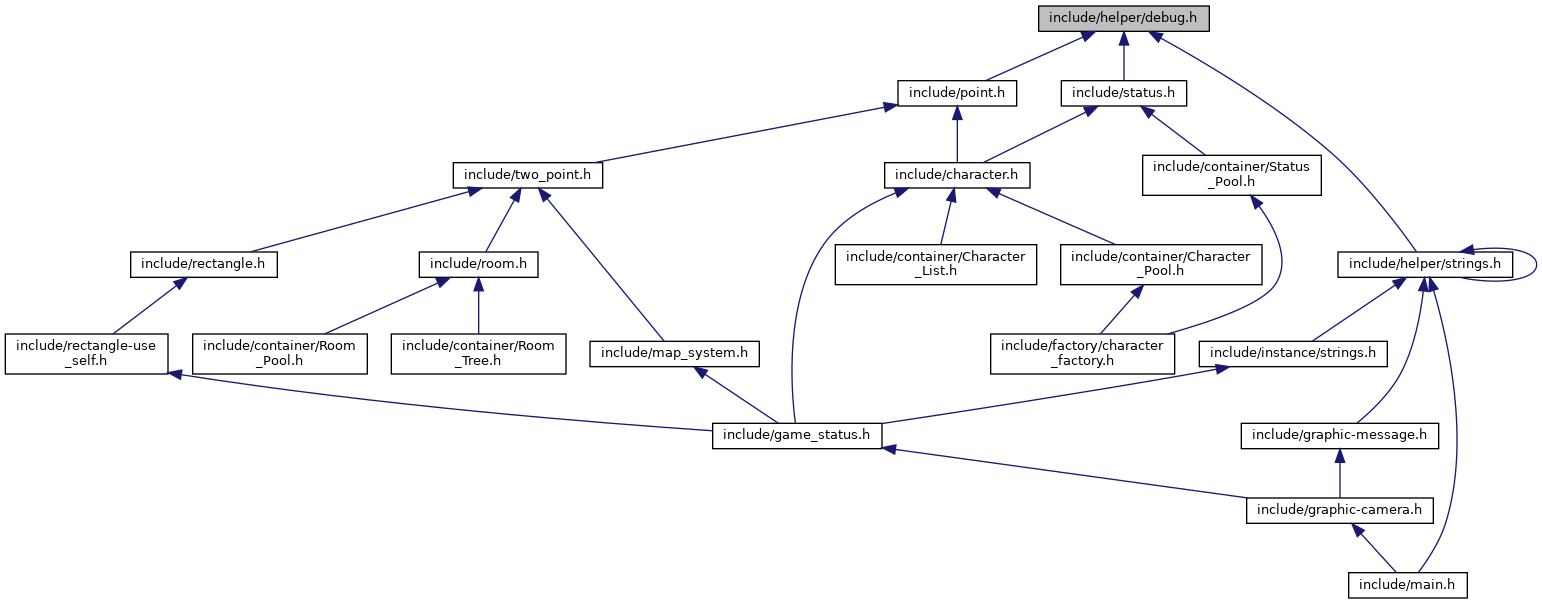 include/helper/debug.h
include/point.h
include/status.h
include/two_point.h
include/character.h
include/container/Status
_Pool.h
include/rectangle.h
include/room.h
include/container/Character
_List.h
include/container/Character
_Pool.h
include/helper/strings.h
include/rectangle-use
_self.h
include/container/Room
_Pool.h
include/container/Room
_Tree.h
include/map_system.h
include/factory/character
_factory.h
include/instance/strings.h
include/game_status.h
include/graphic-message.h
include/graphic-camera.h
include/main.h